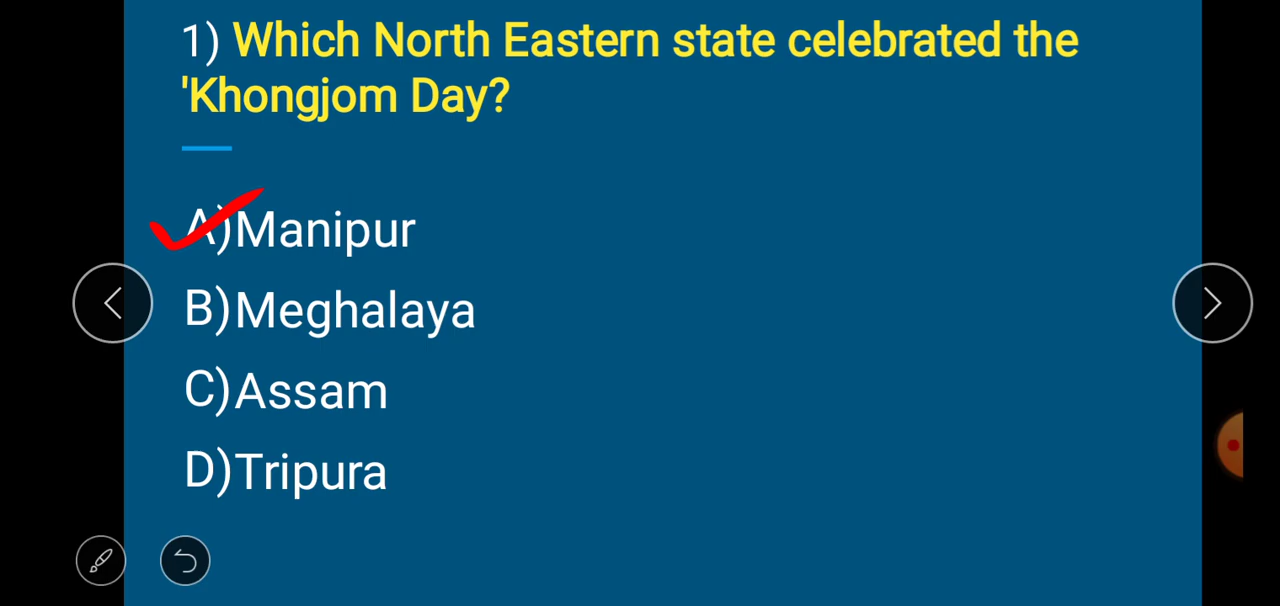 1) Which North Eastern state celebrated the
'Khongjom Day?
A)Manipur
B)Meghalaya
C)Assam
D)Tripura